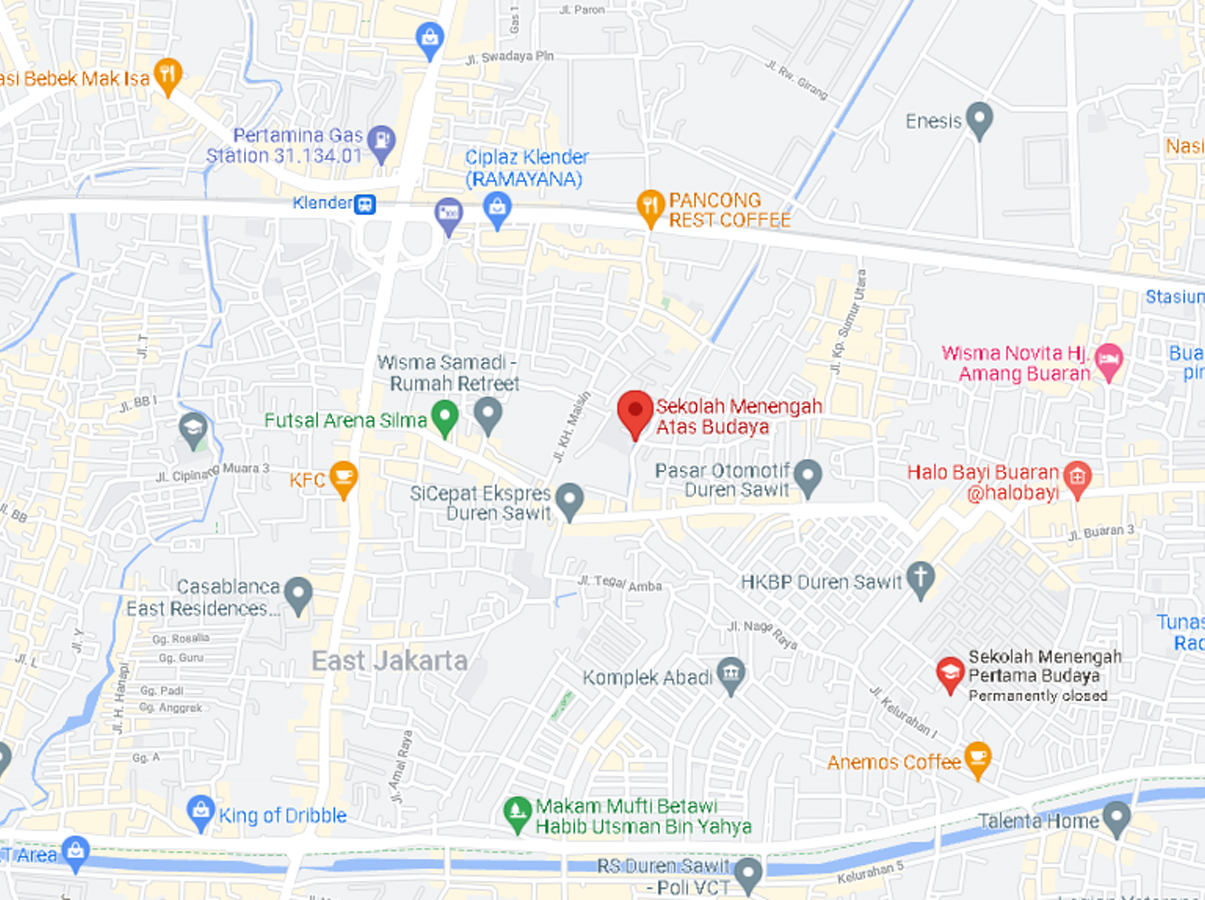 Jl. Paron
Gas 1
Jl. Swadaya Pln
Jl. Rw. Girang
asi Bebek Mak Isa
Enesis
Pertamina Gas
Station 31.134.01
Nasi
Ciplaz Klender
(RAMAYANA)
Klender
PANCONG
REST COFFEE
Stasiun
Jl. Kp. Sumur Utara
Jl. T
Wisma Samadi -
Rumah Retreet
Wisma Novita Hj.
Amang Buaran
Bua
pin
Jl. BB I
Futsal Arena Silma
Jl. KH. Maisin
Sekolah Menengah
Atas Budaya
Jl. Cipinang Muara 3
KFC
Pasar Otomotif
Duren Sawit
Halo Bayi Buaran
@halobayi
SiCepat Ekspres
Duren Sawit
Jl. BB
Jl. Buaran 3
Casablanca
East Residences...
Jl. Tegal Amba
HKBP Duren Sawit
Jl. Naga Raya
Tunas
Rad
Jl. Y
Gg. Rosalia
Gg. Guru
Jl. L
East Jakarta
Komplek Abadi
Sekolah Menengah
Pertama Budaya
Permanently closed
Jl. H. Hanapi
Gg. Padl
Gg. Anggrek
Jl. Kelurahan I
Gg. A
Jl. Amal Raya
Anemos Coffee
King of Dribble
Makam Mufti Betawi
Habib Utsman Bin Yahya
Talenta Home
T Area
RS Duren Sawit
- Poli VCT
Kelurahan 5